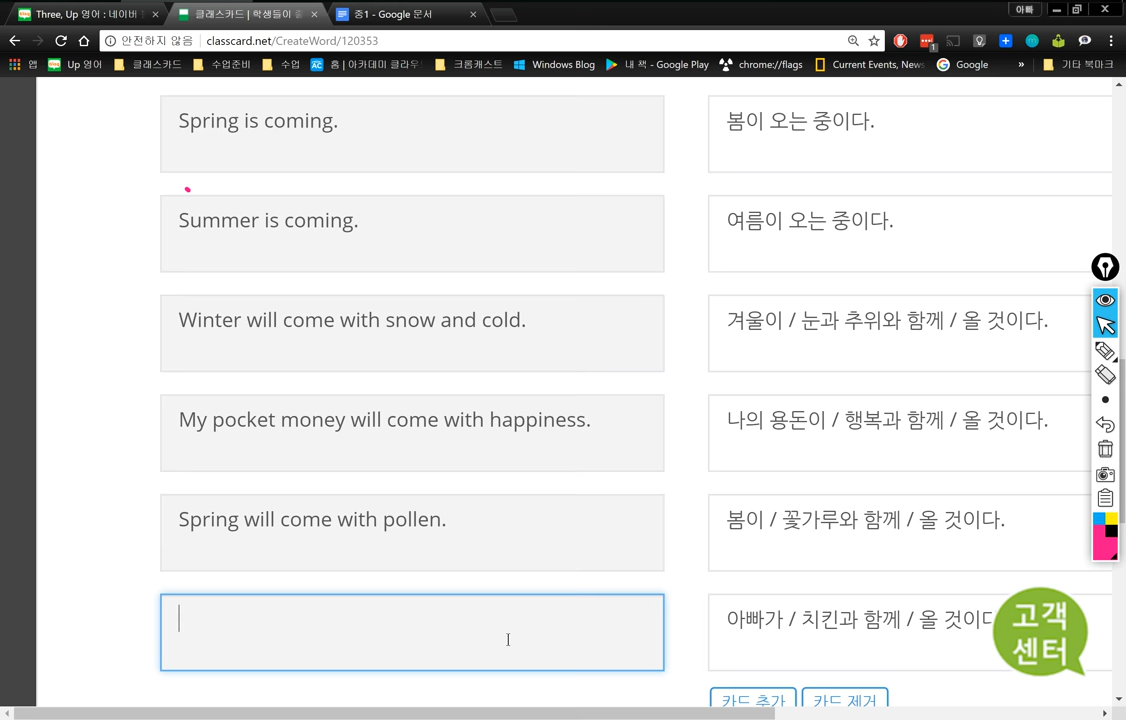 Three, Up 영어 : 네이버
클래스카드 | 학생들이 좋
중1 - Google 문서
아빠
안전하지 않음 classcard.net/CreateWord/120353
1
앱
Up 영어
클래스카드
수업준비
수업
홈 | 아카데미 클라우
크롬캐스트
Windows Blog
내 책 - Google Play
chrome://flags
Current Events, News
Google
»
기타 북마크
Spring is coming.
봄이 오는 중이다.
Summer is coming.
여름이 오는 중이다.
Winter will come with snow and cold.
겨울이 / 눈과 추위와 함께 / 올 것이다.
My pocket money will come with happiness.
나의 용돈이 / 행복과 함께 / 올 것이다.
Spring will come with pollen.
봄이 / 꽃가루와 함께 / 올 것이다.
아빠가 / 치킨과 함께 / 올 것이다
고객
센터
카드 추가
카드 제거